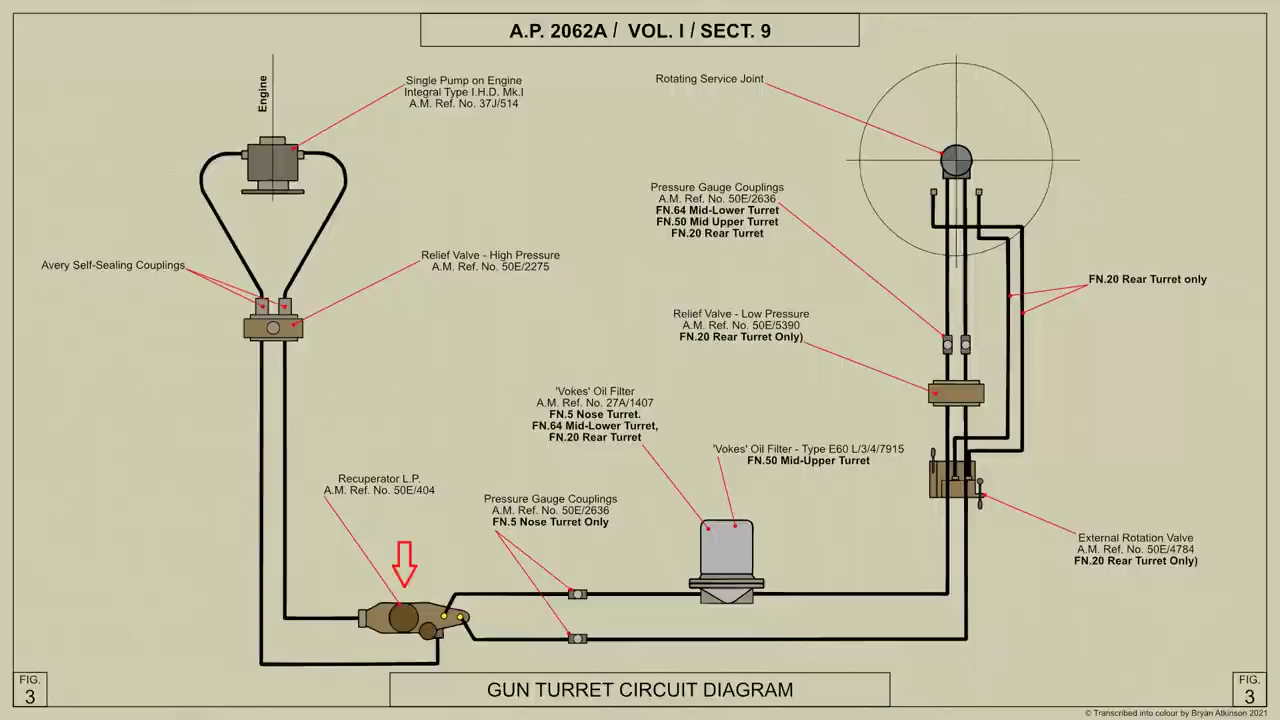 A.P. 2062A / VOL. I / SECT. 9
Engine
Single Pump on Engine
Integral Type I.H.D. Mk.I
A.M. Ref. No. 37J/514
Rotating Service Joint
Pressure Gauge Couplings
A.M. Ref. No. 50E/2636
FN.64 Mid-Lower Turret
FN.50 Mid Upper Turret
FN.20 Rear Turret
Avery Self-Sealing Couplings
Relief Valve - High Pressure
A.M. Ref. No. 50E/2275
FN.20 Rear Turret only
Relief Valve - Low Pressure
A.M. Ref. No. 50E/5390
FN.20 Rear Turret Only)
'Vokes' Oil Filter
A.M. Ref. No. 27A/1407
FN.5 Nose Turret.
FN.64 Mid-Lower Turret,
FN.20 Rear Turret
'Vokes' Oil Filter - Type E60 L/3/4/7915
FN.50 Mid-Upper Turret
Recuperator L.P.
A.M. Ref. No. 50E/404
Pressure Gauge Couplings
A.M. Ref. No. 50E/2636
FN.5 Nose Turret Only
External Rotation Valve
A.M. Ref. No. 50E/4784
FN.20 Rear Turret Only)
FIG.
3
GUN TURRET CIRCUIT DIAGRAM
FIG.
3
© Transcribed into colour by Bryan Atkinson 2021